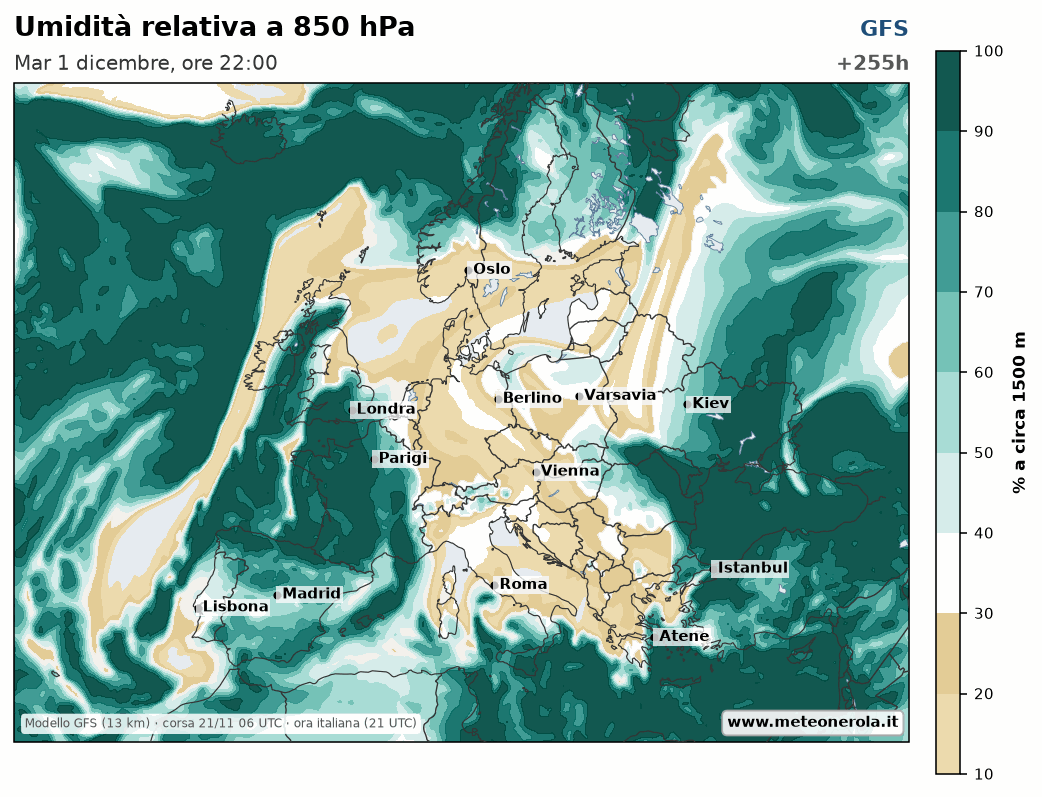 Umidità relativa a 850 hPa
GFS
Mar 1 dicembre, ore 22:00
+255h
100
90
80
70
60
50
40
30
20
10
% a circa 1500 m
Oslo
Berlino
Varsavia
Kiev
Londra
Parigi
Vienna
Istanbul
Roma
Madrid
Lisbona
Atene
Modello GFS (13 km) · corsa 21/11 06 UTC · ora italiana (21 UTC)
www.meteonerola.it